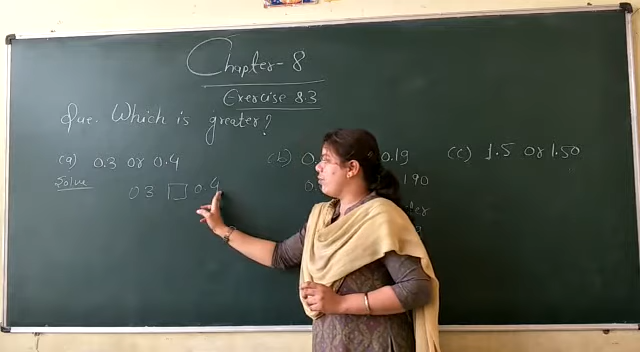 Chapter-8
Exercise 8.3
Que. Which is greater?
(a) 0.3 or 0.4 (b) 0.19 (c) 1.5 or 1.50
Solve 0.3 □ 0.4 190